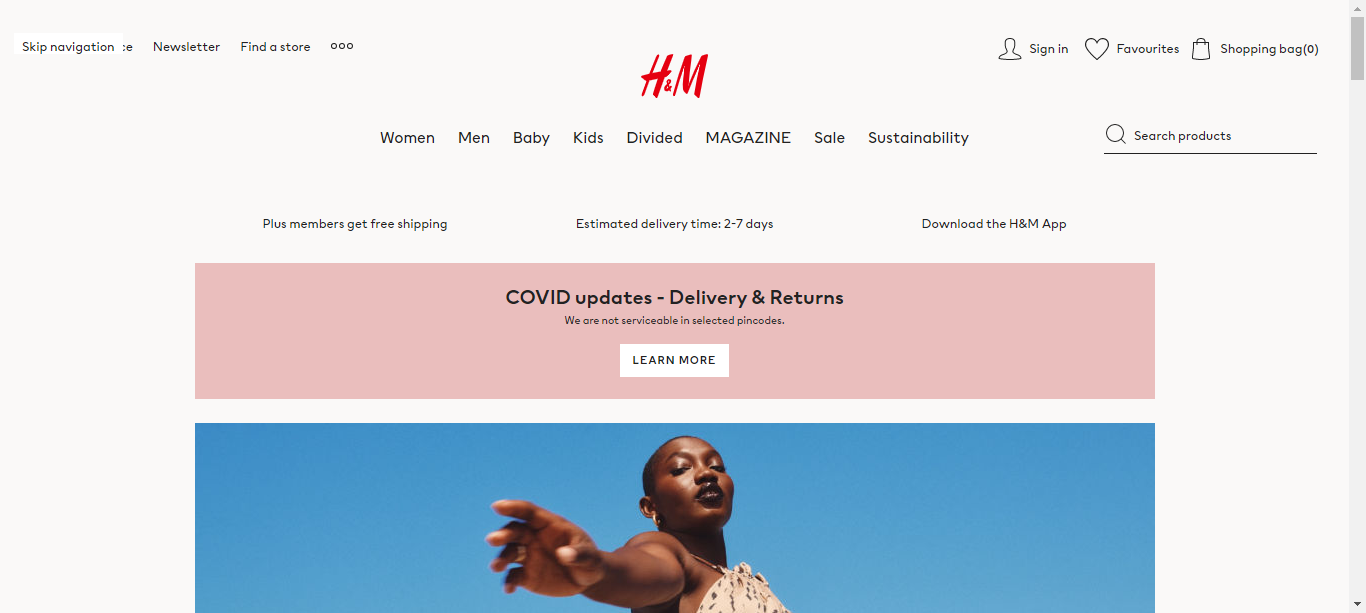 Skip navigation :e Newsletter Find a store
Sign in Favourites Shopping bag(0)
H&M
Women Men Baby Kids Divided MAGAZINE Sale Sustainability
Search products
Plus members get free shipping Estimated delivery time: 2-7 days Download the H&M App
COVID updates - Delivery & Returns
We are not serviceable in selected pincodes.
LEARN MORE